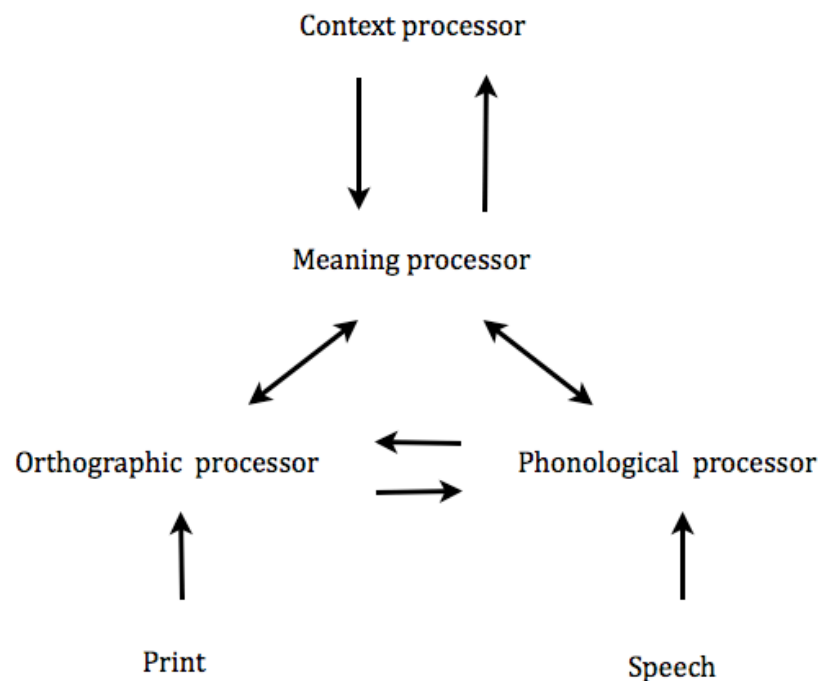 Context processor
Meaning processor
Orthographic processor
Phonological processor
Print
Speech